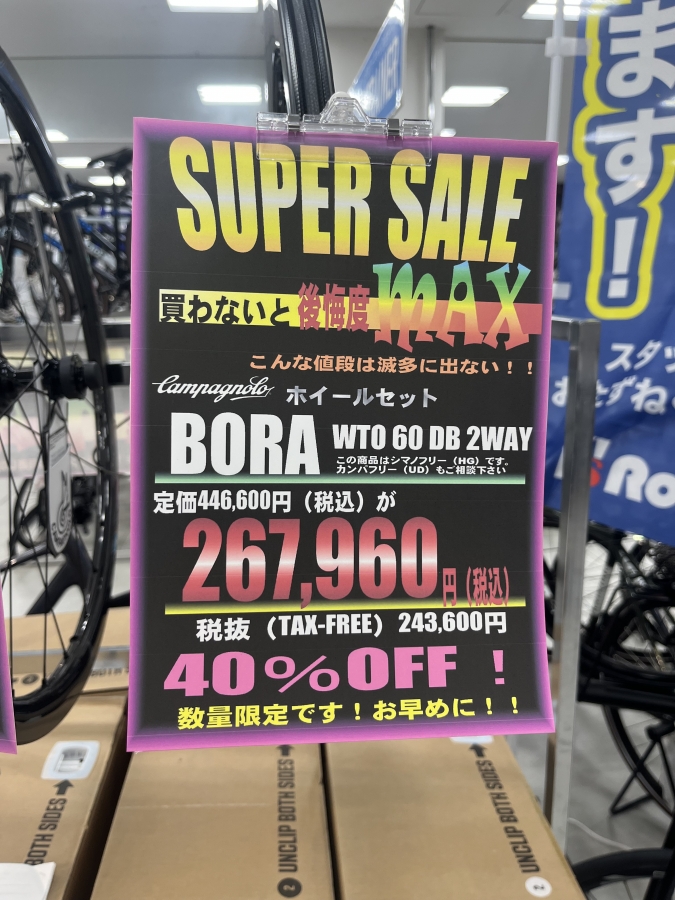 SUPER SALE
買わないと後悔度MAX
こんな値段は滅多に出ない！！
Campagnolo ホイールセット
BORA WTO 60 DB 2WAY
この商品はシマノフリー（HG）です。
カンパフリー（UD）もご相談下さい
定価446,600円（税込）が
267,960円（税込）
税抜（TAX-FREE）243,600円
40%OFF！
数量限定です！お早めに！！
ます！
スタッ
ずね
's Ro
BOTH SIDES
2 UNCLIP BOTH SIDES
2 UNCLIP BOTH SIDES